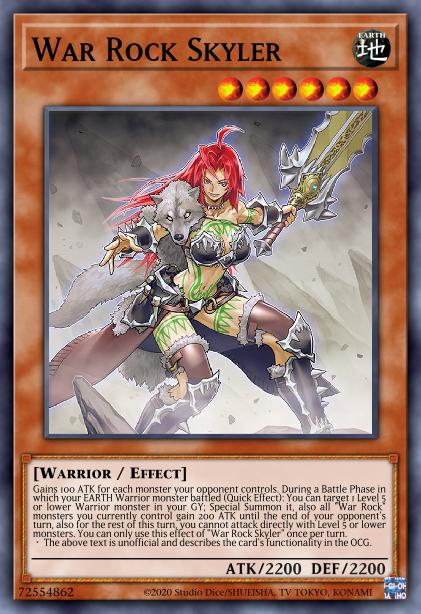 WAR ROCK SKYLER
EARTH
地
[WARRIOR / EFFECT]
Gains 100 ATK for each monster your opponent controls. During a Battle Phase in
which your EARTH Warrior monster battled (Quick Effect): You can target 1 Level 5
or lower Warrior monster in your GY; Special Summon it, also all "War Rock"
monsters you currently control gain 200 ATK until the end of your opponent's
turn, also for the rest of this turn, you cannot attack directly with Level 5 or lower
monsters. You can only use this effect of "War Rock Skyler" once per turn.
· The above text is unofficial and describes the card's functionality in the OCG.
ATK/2200 DEF/2200
72554862
©2020 Studio Dice/SHUEISHA, TV TOKYO, KONAMI